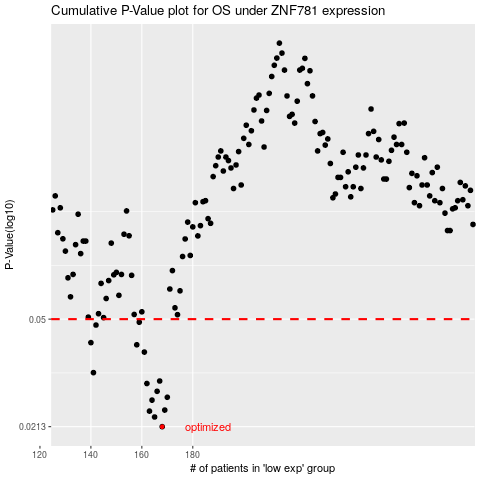 Cumulative P-Value plot for OS under ZNF781 expression
P-Value(log10)
0.05
0.0213
optimized
120 140 160 180
# of patients in 'low exp' group